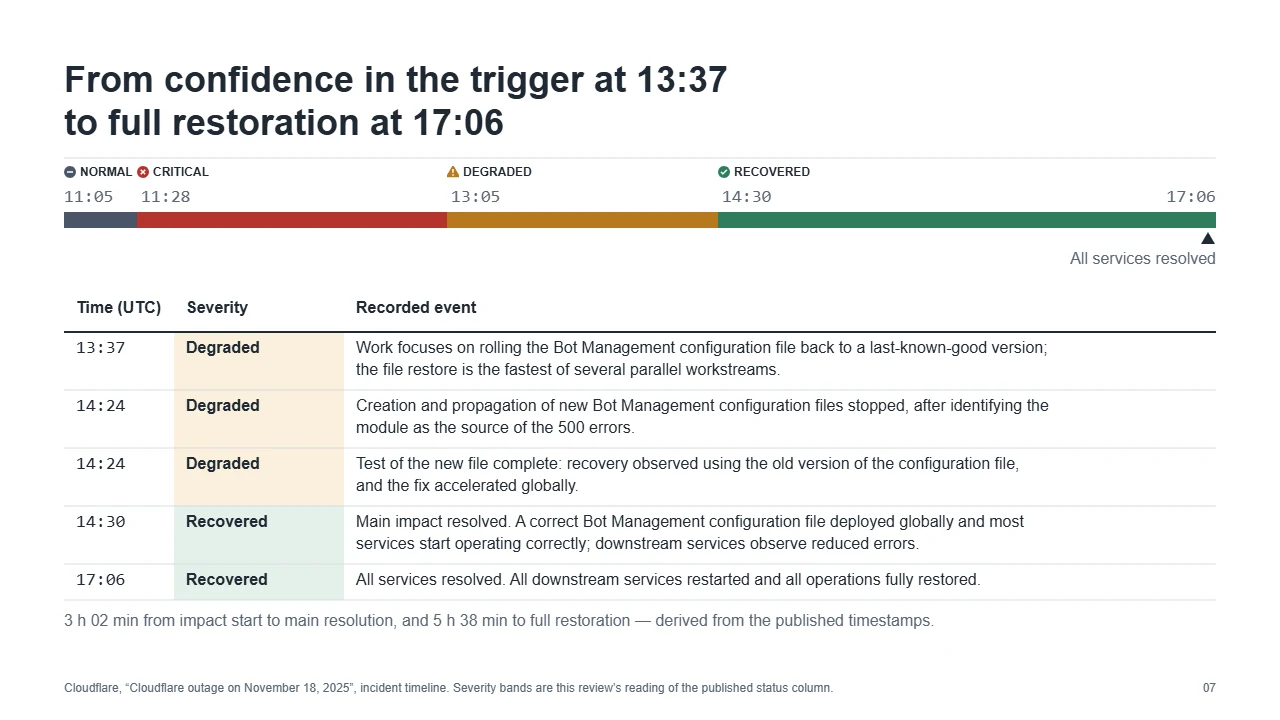 From confidence in the trigger at 13:37
to full restoration at 17:06
NORMAL CRITICAL DEGRADED RECOVERED
11:05 11:28 13:05 14:30 17:06
All services resolved
Time (UTC) Severity Recorded event
13:37 Degraded Work focuses on rolling the Bot Management configuration file back to a last-known-good version;
the file restore is the fastest of several parallel workstreams.
14:24 Degraded Creation and propagation of new Bot Management configuration files stopped, after identifying the
module as the source of the 500 errors.
14:24 Degraded Test of the new file complete: recovery observed using the old version of the configuration file,
and the fix accelerated globally.
14:30 Recovered Main impact resolved. A correct Bot Management configuration file deployed globally and most
services start operating correctly; downstream services observe reduced errors.
17:06 Recovered All services resolved. All downstream services restarted and all operations fully restored.
3 h 02 min from impact start to main resolution, and 5 h 38 min to full restoration — derived from the published timestamps.
Cloudflare, “Cloudflare outage on November 18, 2025”, incident timeline. Severity bands are this review’s reading of the published status column. 07